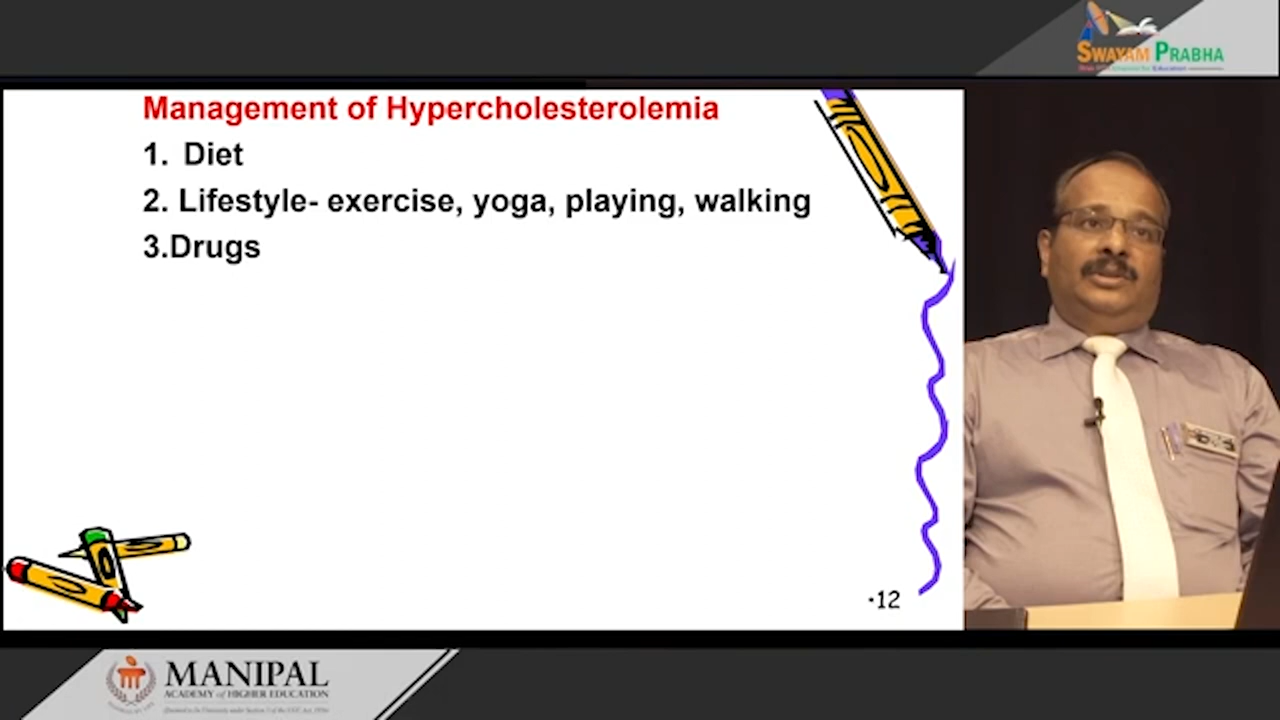 SWAYAM PRABHA
Management of Hypercholesterolemia
1. Diet
2. Lifestyle- exercise, yoga, playing, walking
3.Drugs
•12
MANIPAL
ACADEMY of HIGHER EDUCATION